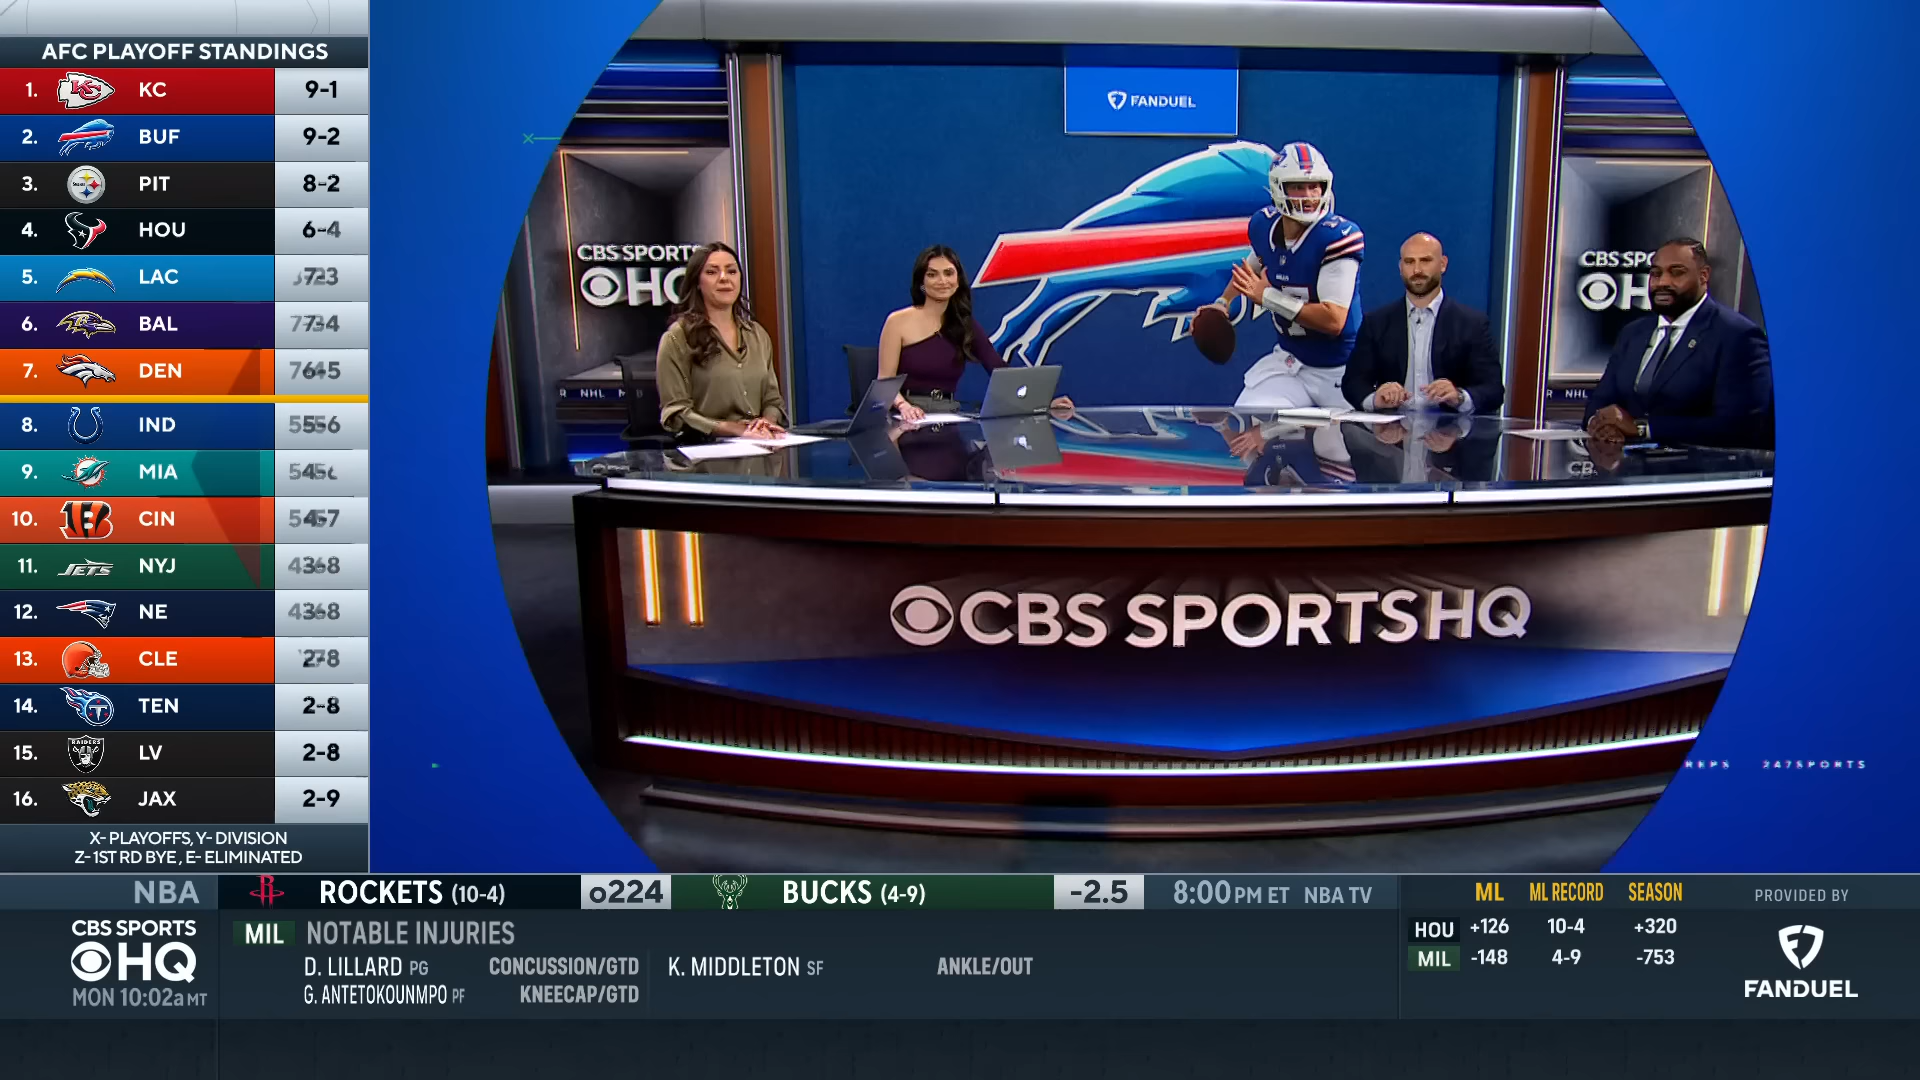 AFC PLAYOFF STANDINGS
1. KC 9-1
2. BUF 9-2
3. PIT 8-2
4. HOU 6-4
5. LAC
6. BAL
7. DEN
8. IND
9. MIA
10. CIN
11. NYJ
12. NE
13. CLE
14. TEN 2-8
15. LV 2-8
16. JAX 2-9
X- PLAYOFFS, Y- DIVISION
Z- 1ST RD BYE, E- ELIMINATED
FANDUEL
CBS SPORTS
HQ
CBS SPO
H
R NHL
R NHL
CBS SPORTS HQ
247SPORTS
NBA ROCKETS (10-4) o224 BUCKS (4-9) -2.5 8:00 PM ET NBA TV
CBS SPORTS
HQ
MON 10:02a MT
MIL NOTABLE INJURIES
D. LILLARD PG CONCUSSION/GTD K. MIDDLETON SF ANKLE/OUT
G. ANTETOKOUNMPO PF KNEECAP/GTD
ML ML RECORD SEASON
HOU +126 10-4 +320
MIL -148 4-9 -753
PROVIDED BY
FANDUEL